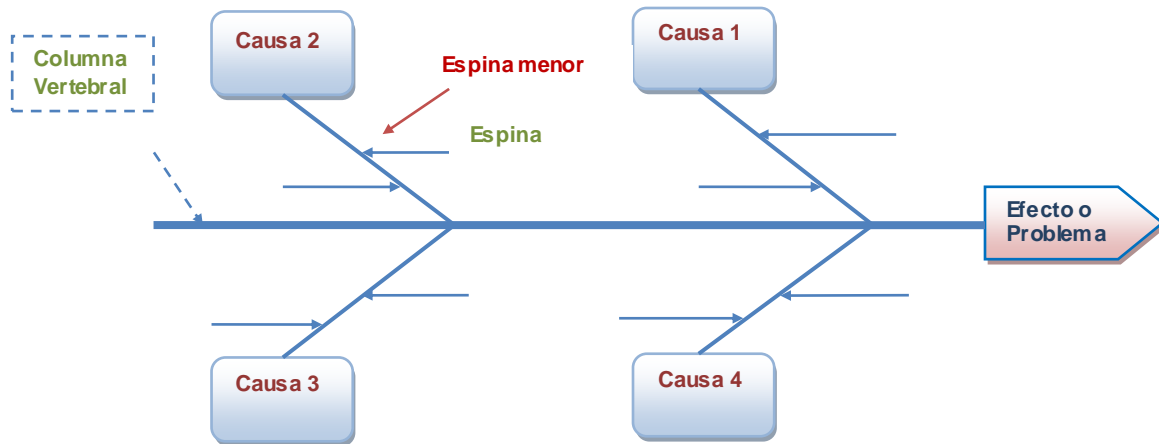 Causa 2
Causa 1
Columna
Vertebral
Espina menor
Espina
Efecto o
Problema
Causa 3
Causa 4